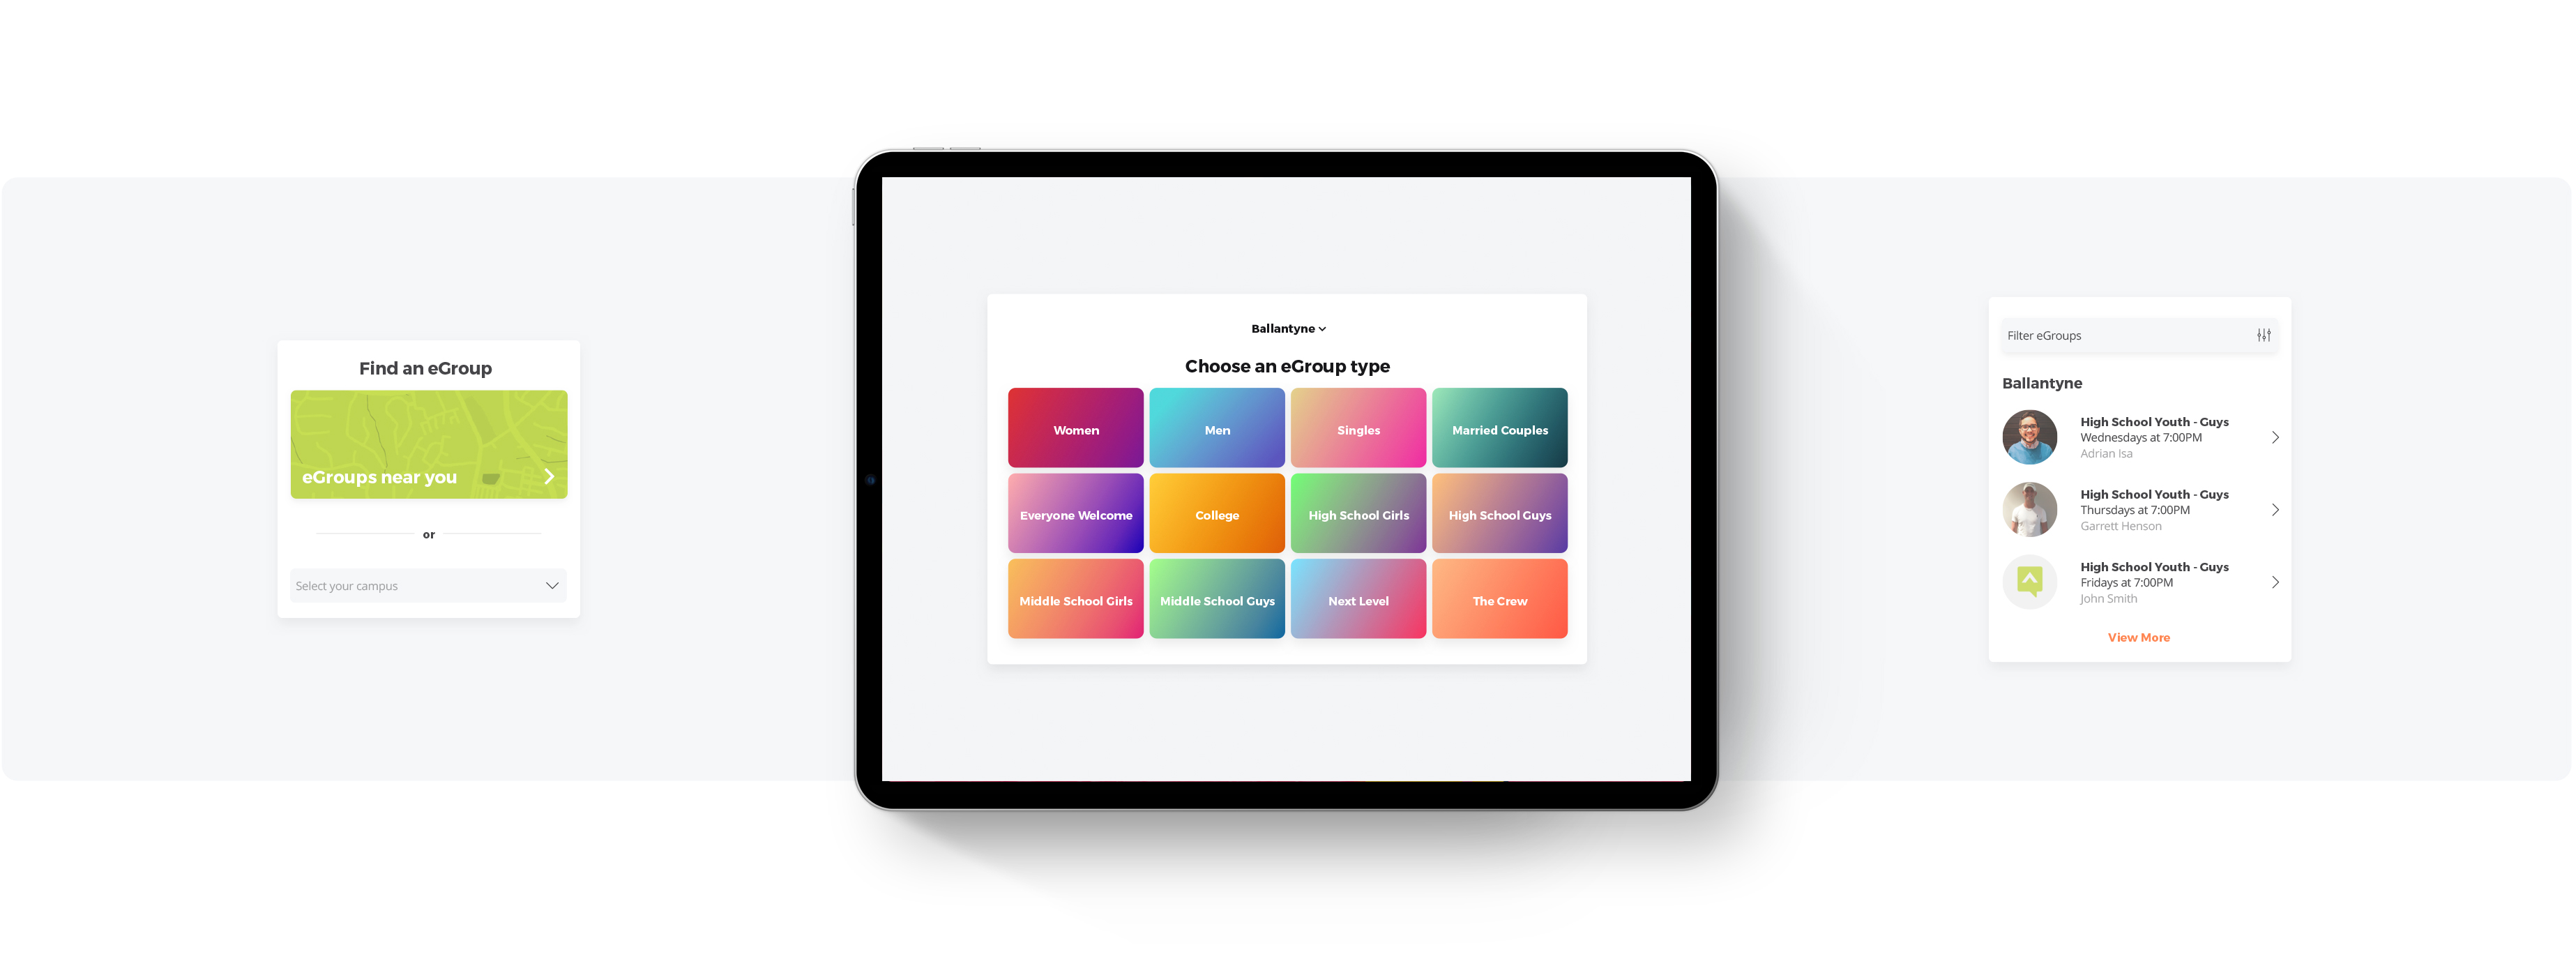 Find an eGroup
eGroups near you
or
Select your campus
Ballantyne
Choose an eGroup type
Women
Men
Singles
Married Couples
Everyone Welcome
College
High School Girls
High School Guys
Middle School Girls
Middle School Guys
Next Level
The Crew
Filter eGroups
Ballantyne
High School Youth - Guys
Wednesdays at 7:00PM
Adrian Isa
High School Youth - Guys
Thursdays at 7:00PM
Garrett Henson
High School Youth - Guys
Fridays at 7:00PM
John Smith
View More